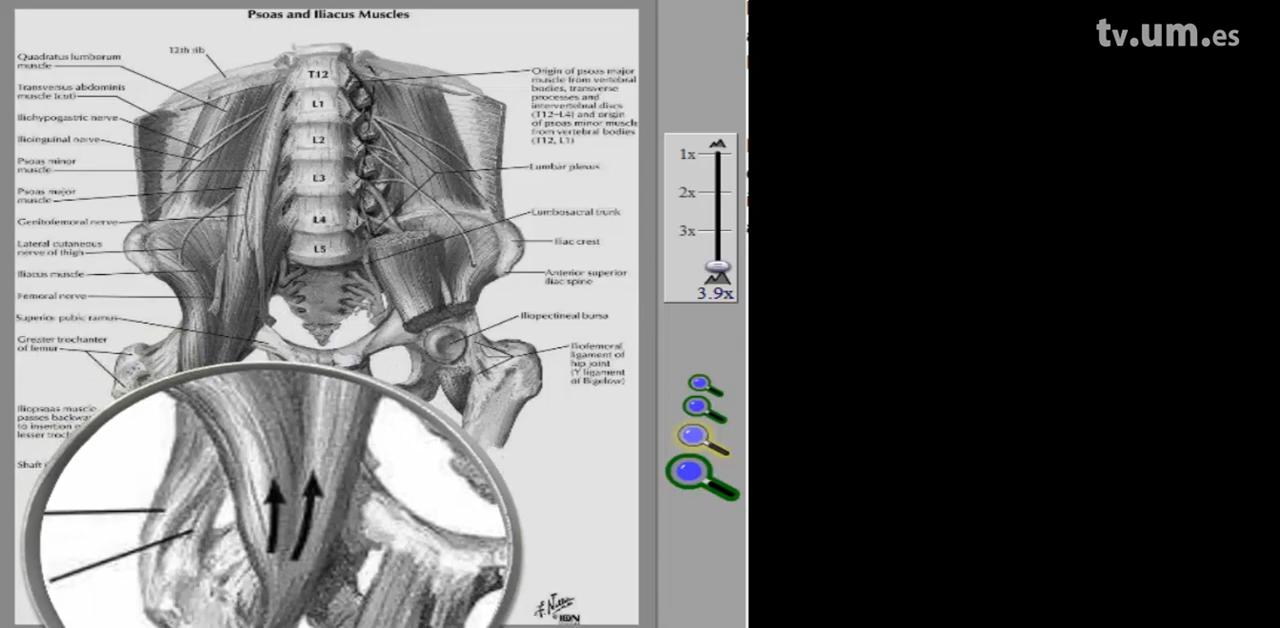 Psoas and Iliacus Muscles
tv.um.es
12th rib
Quadratus lumborum
muscle
Transversus abdominis
muscle (cut)
Iliohypogastric nerve
Ilioinguinal nerve
Psoas minor
muscle
Psoas major
muscle
Genitofemoral nerve
Lateral cutaneous
nerve of thigh
Iliacus muscle
Femoral nerve
Superior pubic ramus
Greater trochanter
of femur
Iliopsoas muscle
passes backwa
to insertion o
lesser troc
Shaft
T12
L1
L2
L3
L4
L5
Origin of psoas major
muscle from vertebral
bodies, transverse
processes and
intervertebral discs
(T12–L4) and origin
of psoas minor muscle
from vertebral bodies
(T12, L1)
Lumbar plexus
Lumbosacral trunk
Iliac crest
Anterior superior
iliac spine
Iliopectineal bursa
Iliofemoral
ligament of
hip joint
(Y ligament
of Bigelow)
1x
2x
3x
3.9x